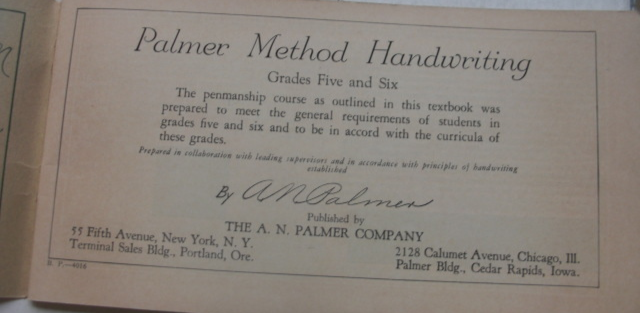 Palmer Method Handwriting
Grades Five and Six
The penmanship course as outlined in this textbook was
prepared to meet the general requirements of students in
grades five and six and to be in accord with the curricula of
these grades.
Prepared in collaboration with leading supervisors and in accordance with principles of handwriting
established
By A N Palmer
Published by
THE A. N. PALMER COMPANY
55 Fifth Avenue, New York, N. Y.
Terminal Sales Bldg., Portland, Ore.
2128 Calumet Avenue, Chicago, Ill.
Palmer Bldg., Cedar Rapids, Iowa.